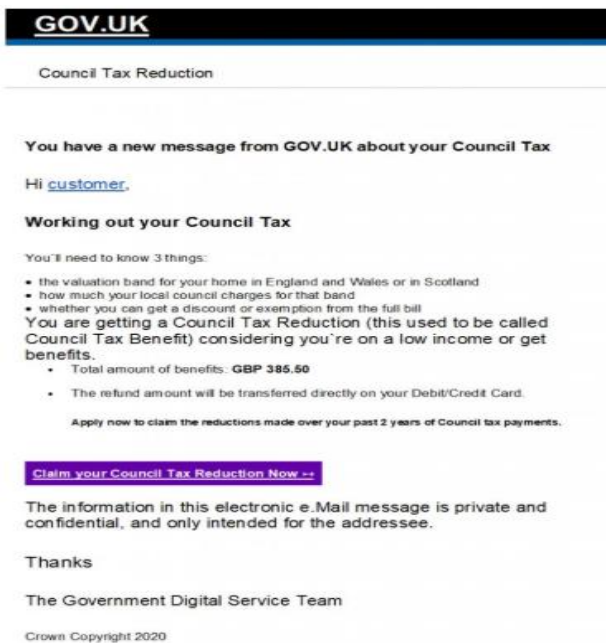 GOV.UK
Council Tax Reduction
You have a new message from GOV.UK about your Council Tax
Hi customer,
Working out your Council Tax
You`ll need to know 3 things:
• the valuation band for your home in England and Wales or in Scotland
• how much your local council charges for that band
• whether you can get a discount or exemption from the full bill
You are getting a Council Tax Reduction (this used to be called
Council Tax Benefit) considering you`re on a low income or get
benefits.
• Total amount of benefits: GBP 385.50
• The refund amount will be transferred directly on your Debit/Credit Card.
Apply now to claim the reductions made over your past 2 years of Council tax payments.
Claim your Council Tax Reduction Now ↦
The information in this electronic e.Mail message is private and
confidential, and only intended for the addressee.
Thanks
The Government Digital Service Team
Crown Copyright 2020